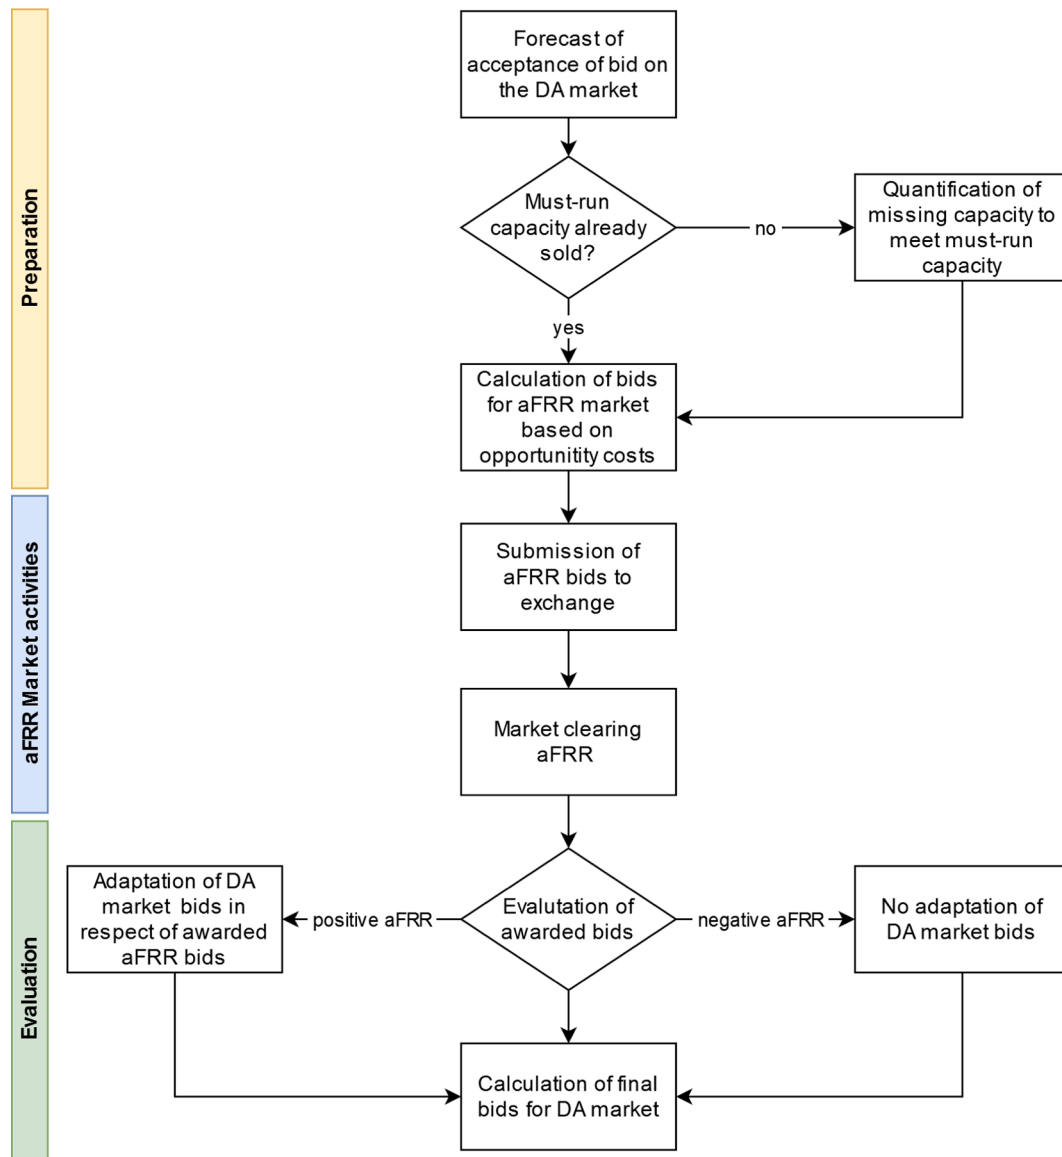 Preparation
Forecast of
acceptance of bid on
the DA market
Must-run
capacity already
sold?
no
Quantification of
missing capacity to
meet must-run
capacity
yes
Calculation of bids
for aFRR market
based on
opportunitity costs
aFRR Market activities
Submission of
aFRR bids to
exchange
Market clearing
aFRR
Evaluation
Adaptation of DA
market bids in
respect of awarded
aFRR bids
positive aFRR
Evalutation of
awarded bids
negative aFRR
No adaptation of
DA market bids
Calculation of final
bids for DA market